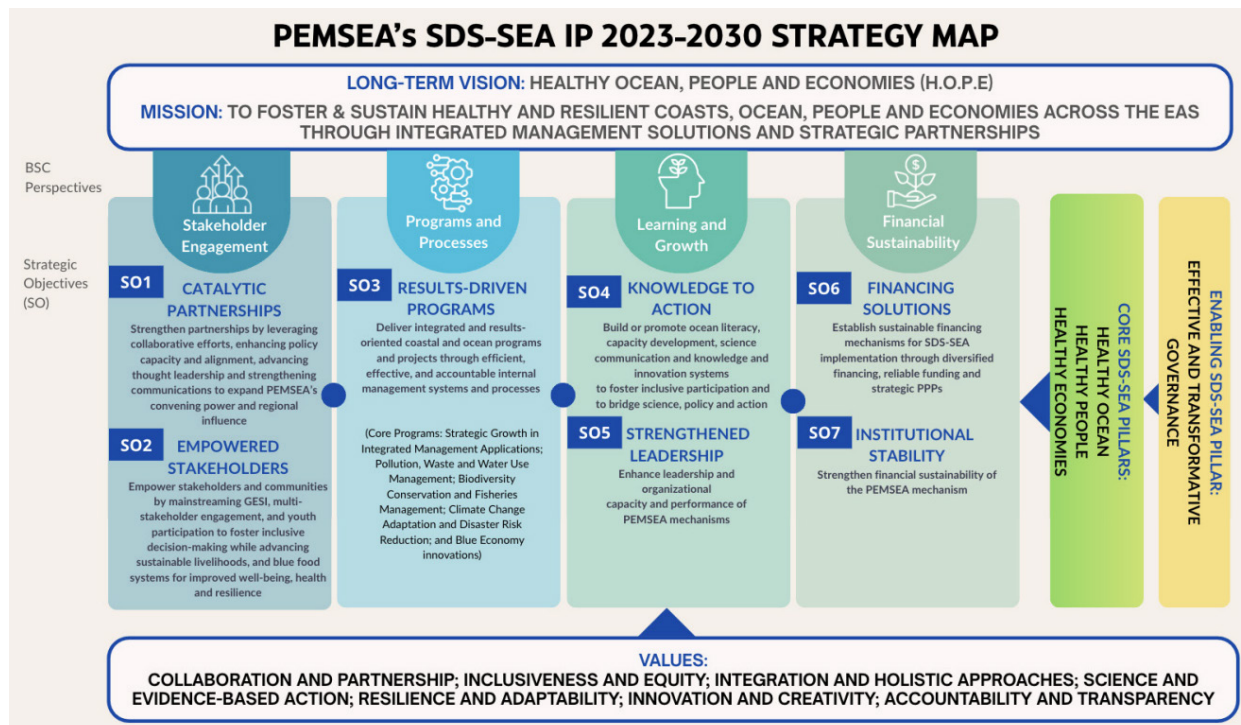 PEMSEA's SDS-SEA IP 2023-2030 STRATEGY MAP
LONG-TERM VISION: HEALTHY OCEAN, PEOPLE AND ECONOMIES (H.O.P.E)
MISSION: TO FOSTER & SUSTAIN HEALTHY AND RESILIENT COASTS, OCEAN, PEOPLE AND ECONOMIES ACROSS THE EAS
THROUGH INTEGRATED MANAGEMENT SOLUTIONS AND STRATEGIC PARTNERSHIPS
BSC
Perspectives
Strategic
Objectives
(SO)
Stakeholder
Engagement
SO1
CATALYTIC
PARTNERSHIPS
Strengthen partnerships by leveraging
collaborative efforts, enhancing policy
capacity and alignment, advancing
thought leadership and strengthening
communications to expand PEMSEA's
convening power and regional
influence
SO2
EMPOWERED
STAKEHOLDERS
Empower stakeholders and communities
by mainstreaming GESI, multi-
stakeholder engagement, and youth
participation to foster inclusive
decision-making while advancing
sustainable livelihoods, and blue food
systems for improved well-being, health
and resilience
Programs and
Processes
SO3
RESULTS-DRIVEN
PROGRAMS
Deliver integrated and results-
oriented coastal and ocean programs
and projects through efficient,
effective, and accountable internal
management systems and processes
(Core Programs: Strategic Growth in
Integrated Management Applications;
Pollution, Waste and Water Use
Management; Biodiversity
Conservation and Fisheries
Management; Climate Change
Adaptation and Disaster Risk
Reduction; and Blue Economy
innovations)
Learning and
Growth
SO4
KNOWLEDGE TO
ACTION
Build or promote ocean literacy,
capacity development, science
communication and knowledge and
innovation systems
to foster inclusive participation and
to bridge science, policy and action
SO5
STRENGTHENED
LEADERSHIP
Enhance leadership and
organizational
capacity and performance of
PEMSEA mechanisms
$
Financial
Sustainability
SO6
FINANCING
SOLUTIONS
Establish sustainable financing
mechanisms for SDS-SEA
implementation through diversified
financing, reliable funding and
strategic PPPs
SO7
INSTITUTIONAL
STABILITY
Strengthen financial sustainability of
the PEMSEA mechanism
CORE SDS-SEA PILLARS:
HEALTHY OCEAN
HEALTHY PEOPLE
HEALTHY ECONOMIES
ENABLING SDS-SEA PILLAR:
EFFECTIVE AND TRANSFORMATIVE
GOVERNANCE
VALUES:
COLLABORATION AND PARTNERSHIP; INCLUSIVENESS AND EQUITY; INTEGRATION AND HOLISTIC APPROACHES; SCIENCE AND
EVIDENCE-BASED ACTION; RESILIENCE AND ADAPTABILITY; INNOVATION AND CREATIVITY; ACCOUNTABILITY AND TRANSPARENCY